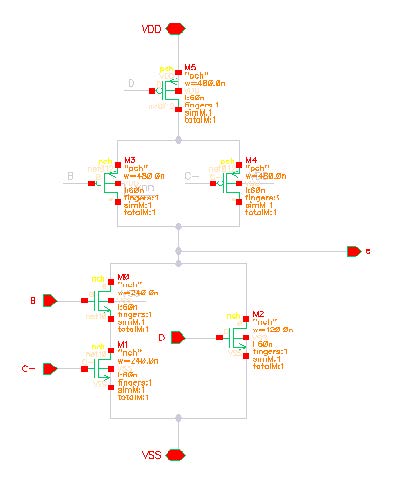 VDD
M5
"pch"
w=480.0n
l:60n
fingers:1
simM:1
totalM:1
D
M3
"pch"
w=480.0n
l:60n
fingers:1
simM:1
totalM:1
B
M4
"pch"
w=480.0n
l:60n
fingers:1
simM:1
totalM:1
C-
e
M0
"nch"
w=240.0n
l:60n
fingers:1
simM:1
totalM:1
B
M2
"nch"
w=120.0n
l:60n
fingers:1
simM:1
totalM:1
D
M1
"nch"
w=240.0n
l:60n
fingers:1
simM:1
totalM:1
C-
VSS